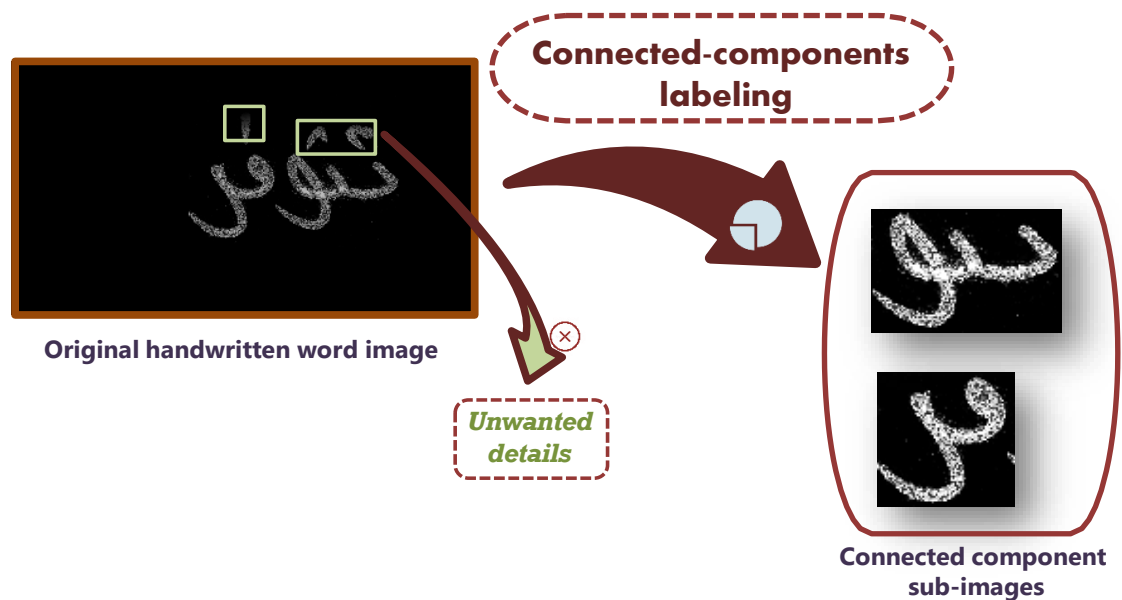 Connected-components
labeling
Original handwritten word image
Unwanted
details
Connected component
sub-images